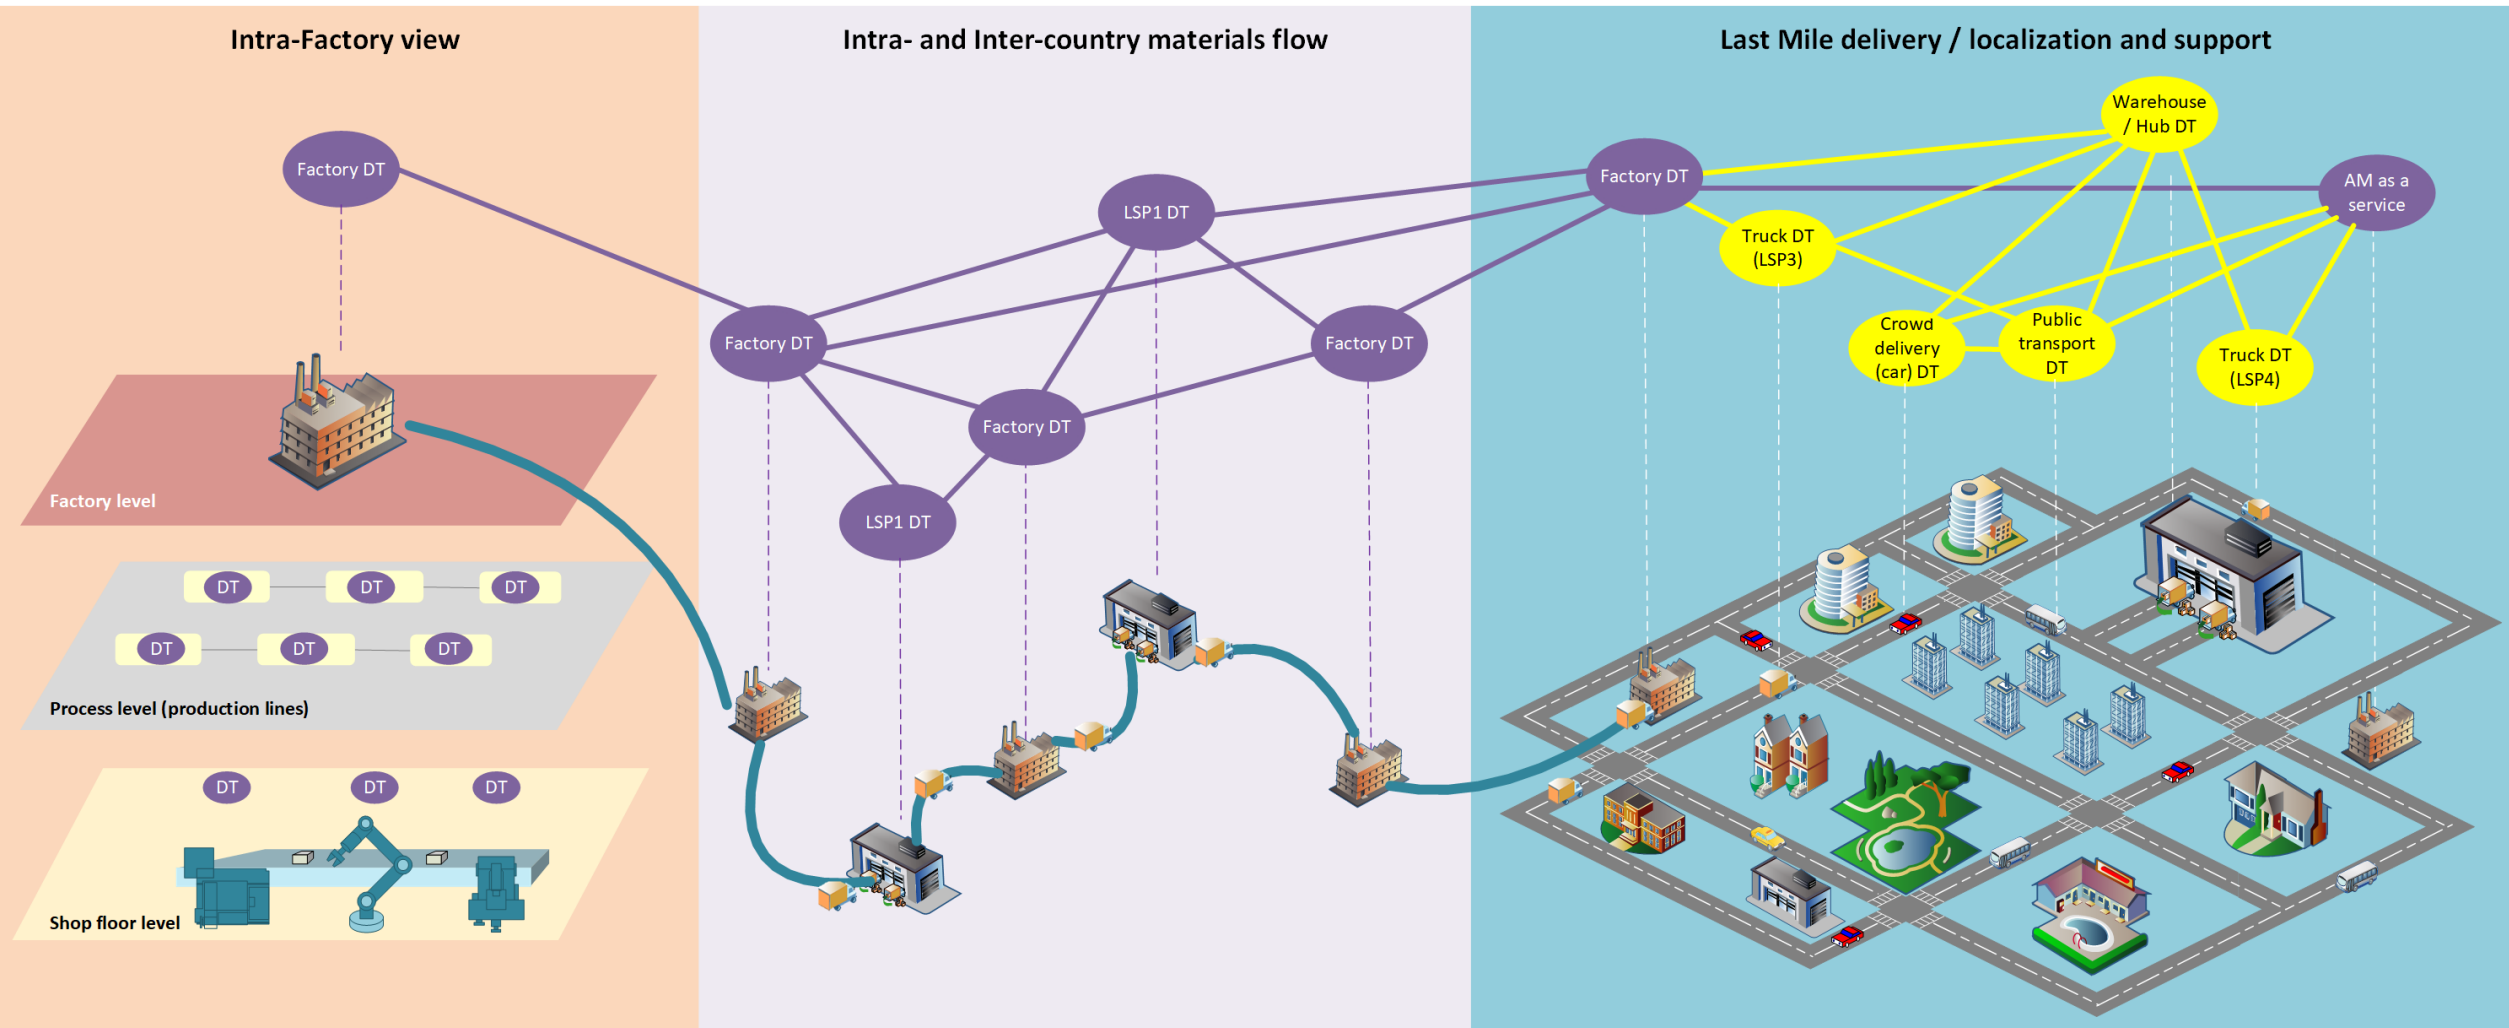 Intra-Factory view
Intra- and Inter-country materials flow
Last Mile delivery / localization and support
Factory DT
Factory level
DT
DT
DT
DT
DT
DT
Process level (production lines)
DT
DT
DT
Shop floor level
LSP1 DT
Factory DT
Factory DT
Factory DT
LSP1 DT
Warehouse
/ Hub DT
Factory DT
AM as a
service
Truck DT
(LSP3)
Crowd
delivery
(car) DT
Public
transport
DT
Truck DT
(LSP4)